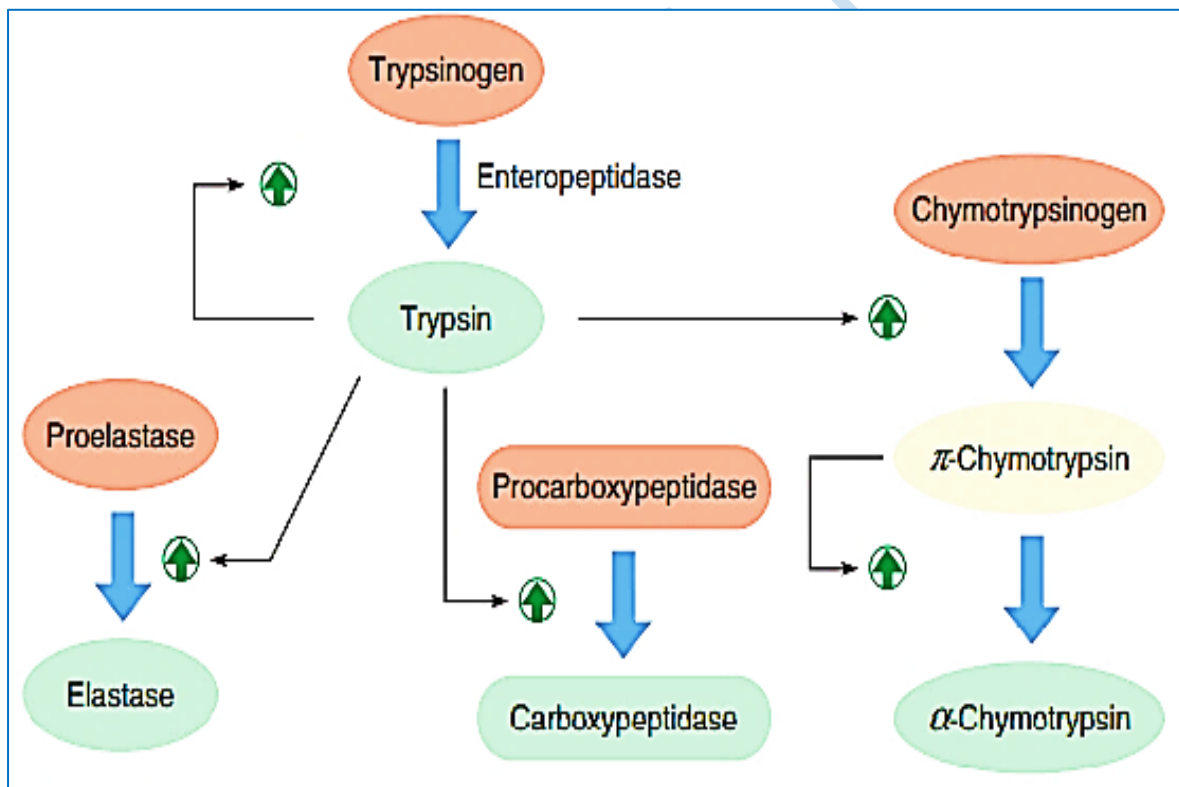 Trypsinogen
Enteropeptidase
Chymotrypsinogen
Trypsin
Proelastase
Procarboxypeptidase
π-Chymotrypsin
Elastase
Carboxypeptidase
α-Chymotrypsin